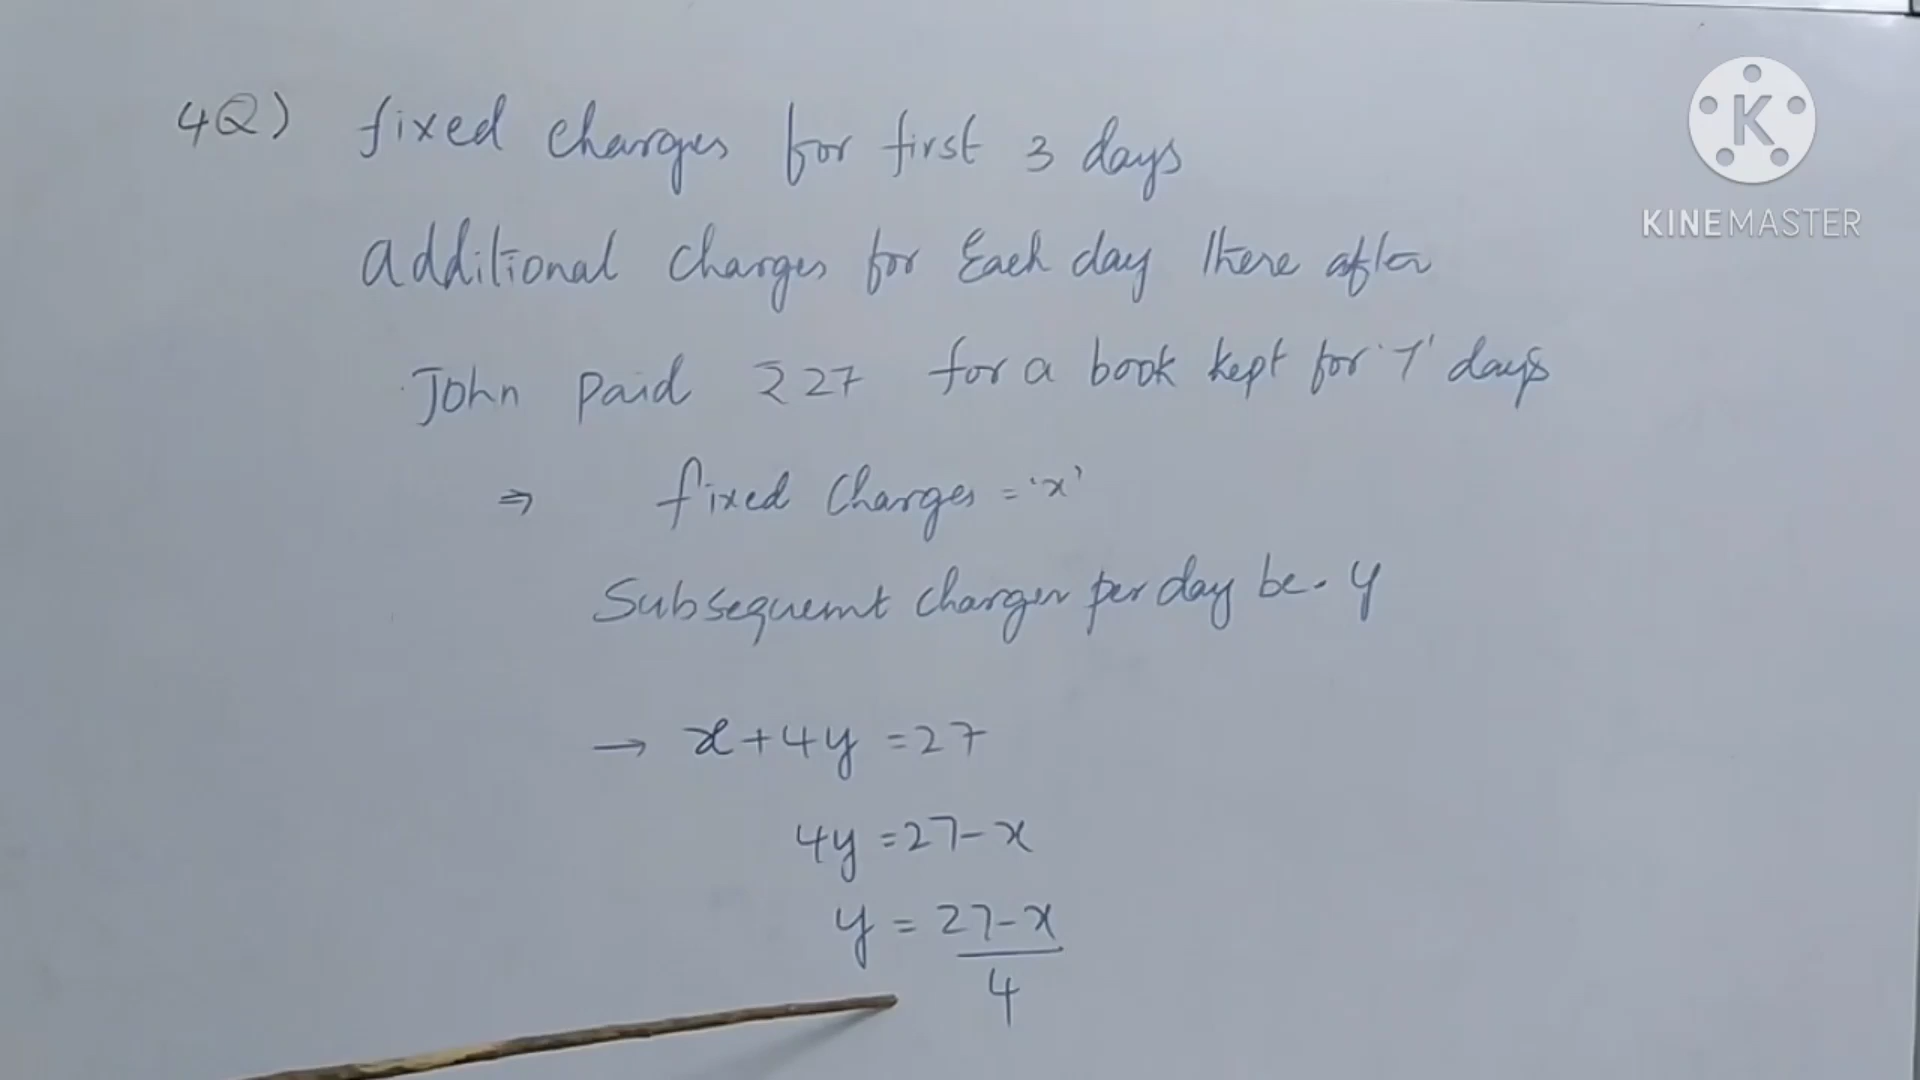 4Q) fixed charges for first 3 days
K
KINEMASTER
additional charges for Each day there after
John paid ₹27 for a book kept for '7' days
⇒ fixed charges = 'x'
Subsequent charges per day be. y
→ x+4y=27
4y=27-x
y = 27-x
4